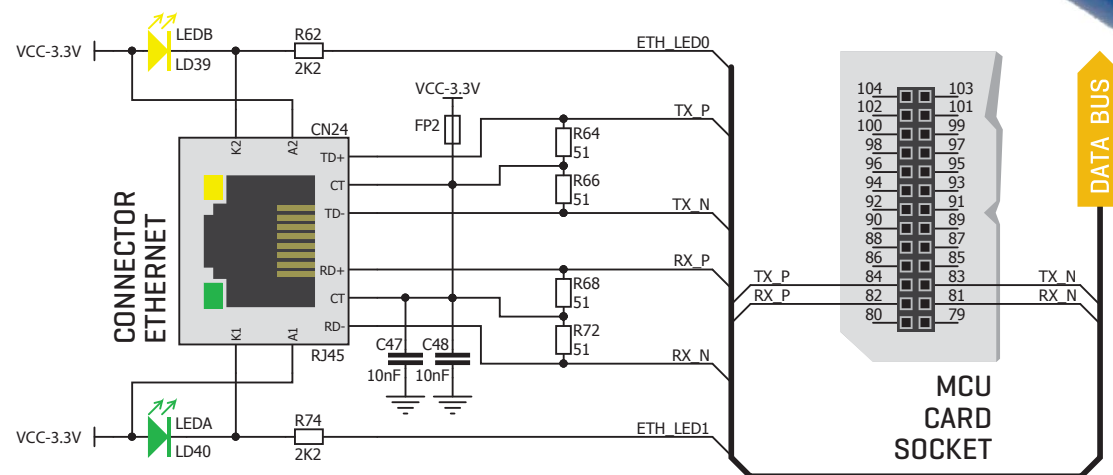 VCC-3.3V
LEDB
LD39
R62
2K2
ETH_LED0
VCC-3.3V
FP2
CN24
K2
A2
TD+
CT
TD-
RD+
CT
RD-
K1
A1
RJ45
CONNECTOR
ETHERNET
TX_P
R64
51
R66
51
TX_N
RX_P
R68
51
R72
51
RX_N
C47
10nF
C48
10nF
VCC-3.3V
LEDA
LD40
R74
2K2
ETH_LED1
104 103
102 101
100 99
98 97
96 95
94 93
92 91
90 89
88 87
86 85
TX_P 84 83 TX_N
RX_P 82 81 RX_N
80 79
MCU
CARD
SOCKET
DATA BUS